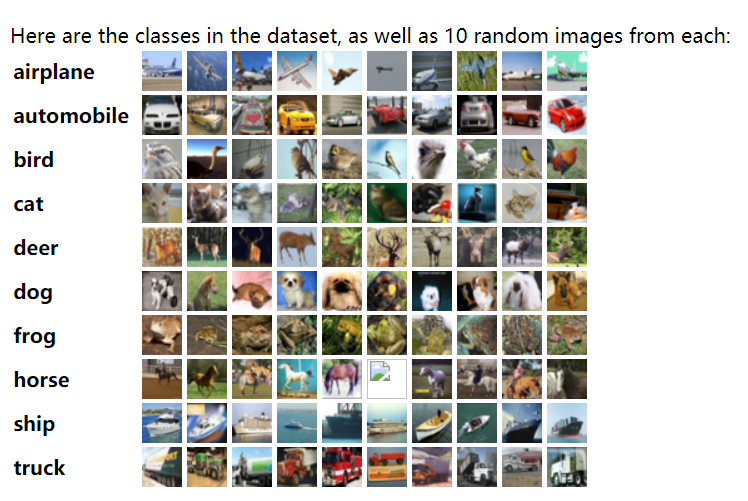 Here are the classes in the dataset, as well as 10 random images from each:
airplane
automobile
bird
cat
deer
dog
frog
horse
ship
truck